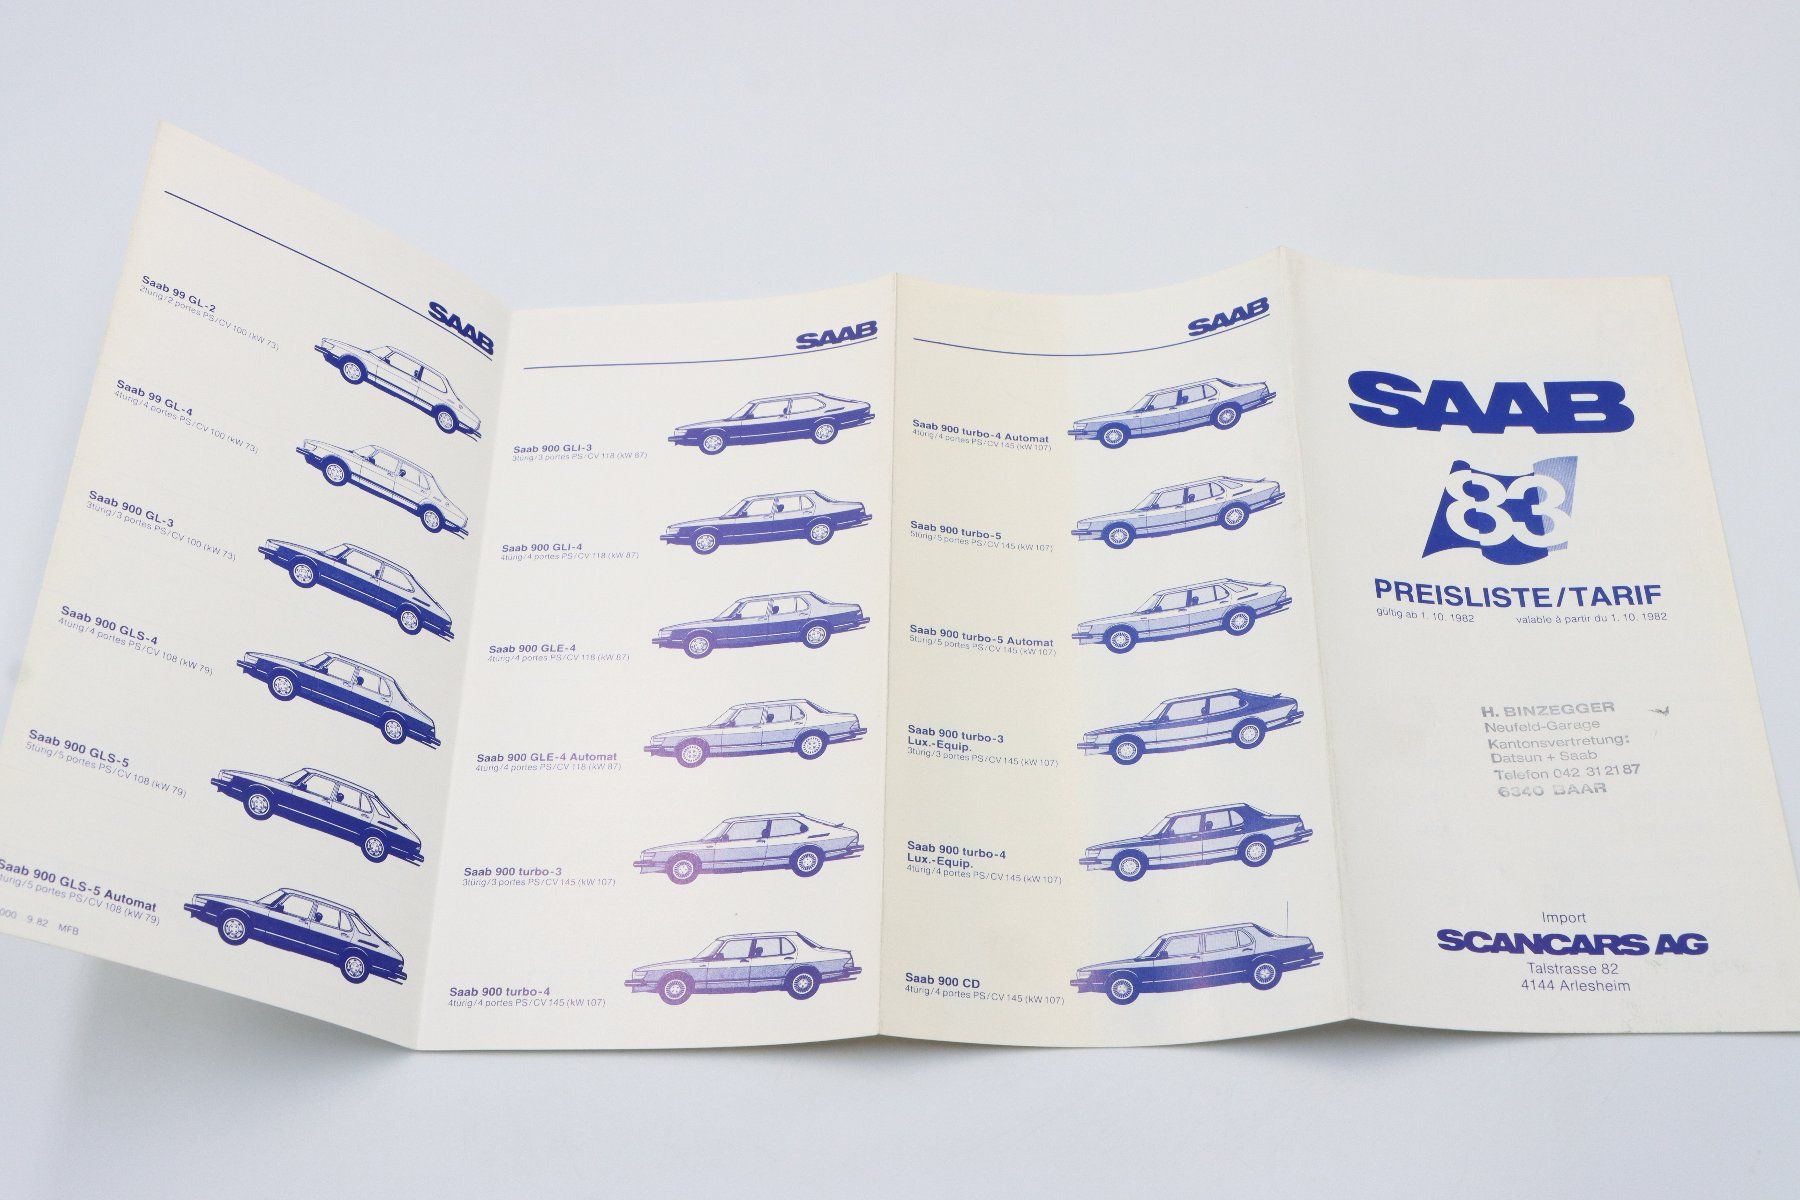 SAAB
Saab 99 GL-2
2türig/2 portes PS/CV 100 (kW 73)
Saab 99 GL-4
4türig/4 portes PS/CV 100 (kW 73)
Saab 900 GL-3
3türig/3 portes PS/CV 100 (kW 73)
Saab 900 GLS-4
4türig/4 portes PS/CV 108 (kW 79)
Saab 900 GLS-5
5türig/5 portes PS/CV 108 (kW 79)
Saab 900 GLS-5 Automat
türig/5 portes PS/CV 108 (kW 79)
000 9.82 MFB
SAAB
Saab 900 GLI-3
3türig/3 portes PS/CV 118 (kW 87)
Saab 900 GLI-4
4türig/4 portes PS/CV 118 (kW 87)
Saab 900 GLE-4
4türig/4 portes PS/CV 118 (kW 87)
Saab 900 GLE-4 Automat
4türig/4 portes PS/CV 118 (kW 87)
Saab 900 turbo-3
3türig/3 portes PS/CV 145 (kW 107)
Saab 900 turbo-4
4türig/4 portes PS/CV 145 (kW 107)
SAAB
Saab 900 turbo-4 Automat
4türig/4 portes PS/CV 145 (kW 107)
Saab 900 turbo-5
5türig/5 portes PS/CV 145 (kW 107)
Saab 900 turbo-5 Automat
5türig/5 portes PS/CV 145 (kW 107)
Saab 900 turbo-3
Lux.-Equip.
3türig/3 portes PS/CV 145 (kW 107)
Saab 900 turbo-4
Lux.-Equip.
4türig/4 portes PS/CV 145 (kW 107)
Saab 900 CD
4türig/4 portes PS/CV 145 (kW 107)
SAAB
83
PREISLISTE/TARIF
gültig ab 1. 10. 1982 valable à partir du 1. 10. 1982
H. BINZEGGER
Neufeld-Garage
Kantonsvertretung:
Datsun + Saab
Telefon 042 31 21 87
6340 BAAR
Import
SCANCARS AG
Talstrasse 82
4144 Arlesheim